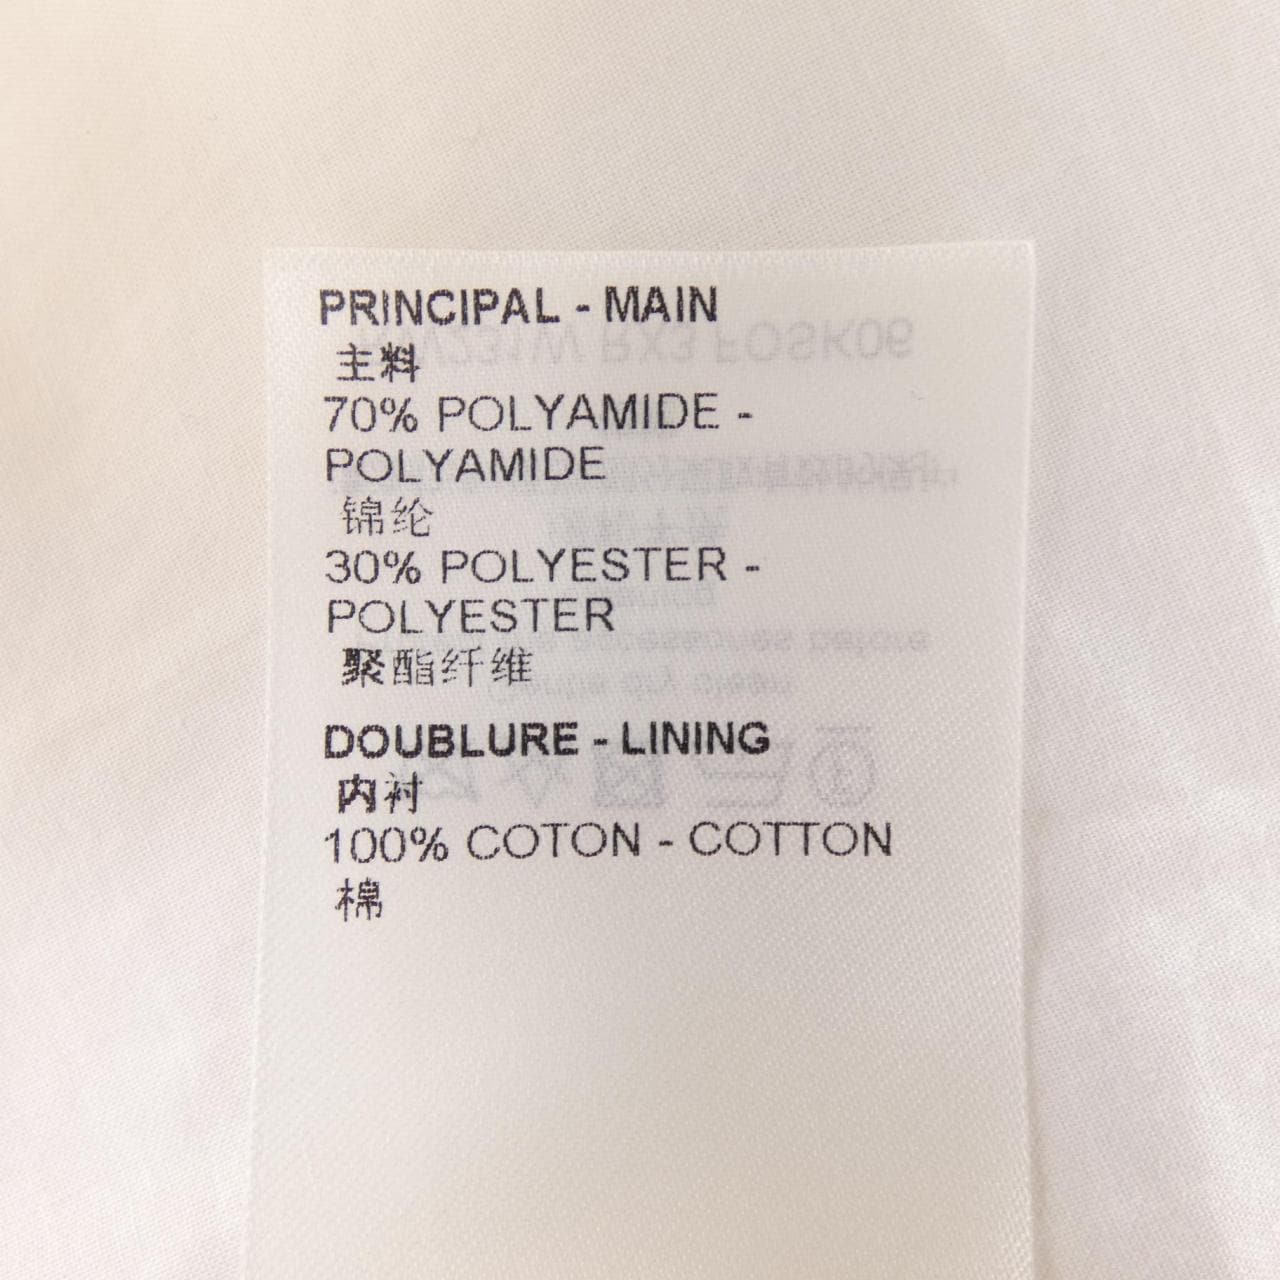 PRINCIPAL - MAIN
主料
70% POLYAMIDE -
POLYAMIDE
锦纶
30% POLYESTER -
POLYESTER
聚酯纤维
DOUBLURE - LINING
内衬
100% COTON - COTTON
棉